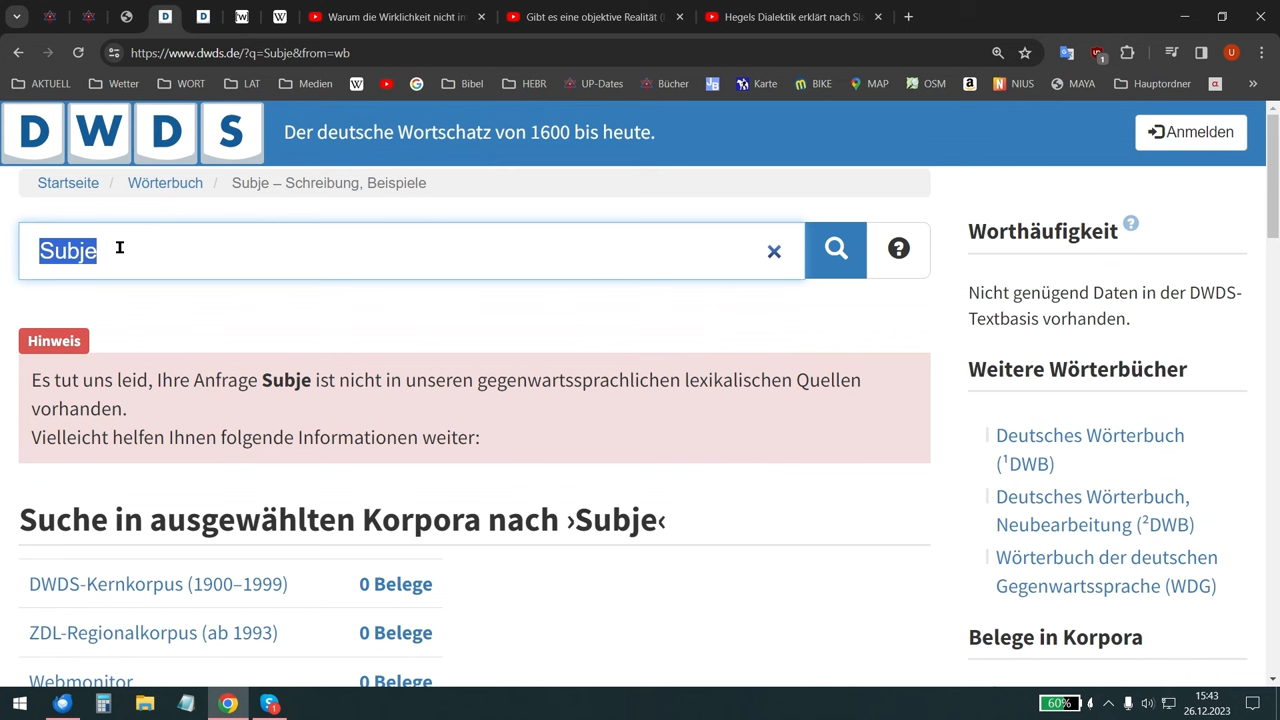 Warum die Wirklichkeit nicht in
Gibt es eine objektive Realität (
Hegels Dialektik erklärt nach Sl
https://www.dwds.de/?q=Subje&from=wb
U
1
AKTUELL
Wetter
WORT
LAT
Medien
Bibel
HEBR
UP-Dates
Bücher
Karte
BIKE
MAP
OSM
NIUS
MAYA
Hauptordner
DWDS
Der deutsche Wortschatz von 1600 bis heute.
Anmelden
Startseite / Wörterbuch / Subje – Schreibung, Beispiele
Subje
Hinweis
Es tut uns leid, Ihre Anfrage Subje ist nicht in unseren gegenwartssprachlichen lexikalischen Quellen
vorhanden.
Vielleicht helfen Ihnen folgende Informationen weiter:
Suche in ausgewählten Korpora nach ›Subje‹
DWDS-Kernkorpus (1900–1999) 0 Belege
ZDL-Regionalkorpus (ab 1993) 0 Belege
Webmonitor 0 Belege
Worthäufigkeit
Nicht genügend Daten in der DWDS-
Textbasis vorhanden.
Weitere Wörterbücher
Deutsches Wörterbuch
(¹DWB)
Deutsches Wörterbuch,
Neubearbeitung (²DWB)
Wörterbuch der deutschen
Gegenwartssprache (WDG)
Belege in Korpora
60%
15:43
26.12.2023